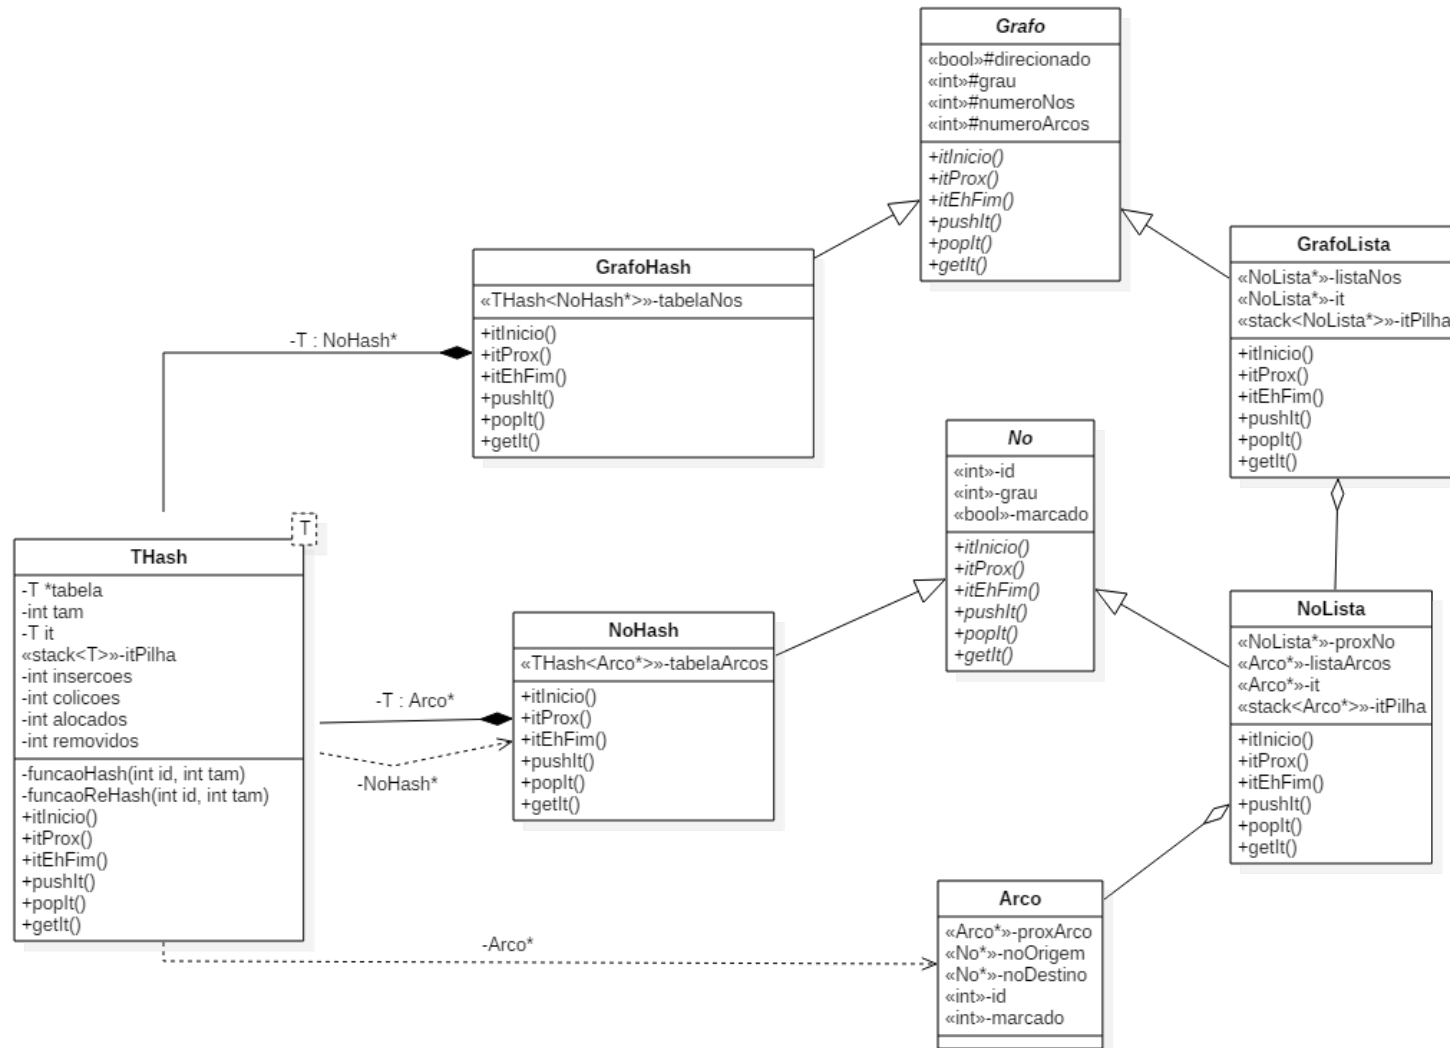 Grafo
«bool»#direcionado
«int»#grau
«int»#numeroNos
«int»#numeroArcos
+itInicio()
+itProx()
+itEhFim()
+pushIt()
+popIt()
+getIt()
GrafoHash
«THash<NoHash*>»-tabelaNos
+itInicio()
+itProx()
+itEhFim()
+pushIt()
+popIt()
+getIt()
GrafoLista
«NoLista*»-listaNos
«NoLista*»-it
«stack<NoLista*>»-itPilha
+itInicio()
+itProx()
+itEhFim()
+pushIt()
+popIt()
+getIt()
-T : NoHash*
No
«int»-id
«int»-grau
«bool»-marcado
+itInicio()
+itProx()
+itEhFim()
+pushIt()
+popIt()
+getIt()
T
THash
-T *tabela
-int tam
-T it
«stack<T>»-itPilha
-int insercoes
-int colicoes
-int alocados
-int removidos
-funcaoHash(int id, int tam)
-funcaoReHash(int id, int tam)
+itInicio()
+itProx()
+itEhFim()
+pushIt()
+popIt()
+getIt()
-T : Arco*
-NoHash*
NoHash
«THash<Arco*>»-tabelaArcos
+itInicio()
+itProx()
+itEhFim()
+pushIt()
+popIt()
+getIt()
NoLista
«NoLista*»-proxNo
«Arco*»-listaArcos
«Arco*»-it
«stack<Arco*>»-itPilha
+itInicio()
+itProx()
+itEhFim()
+pushIt()
+popIt()
+getIt()
-Arco*
Arco
«Arco*»-proxArco
«No*»-noOrigem
«No*»-noDestino
«int»-id
«int»-marcado